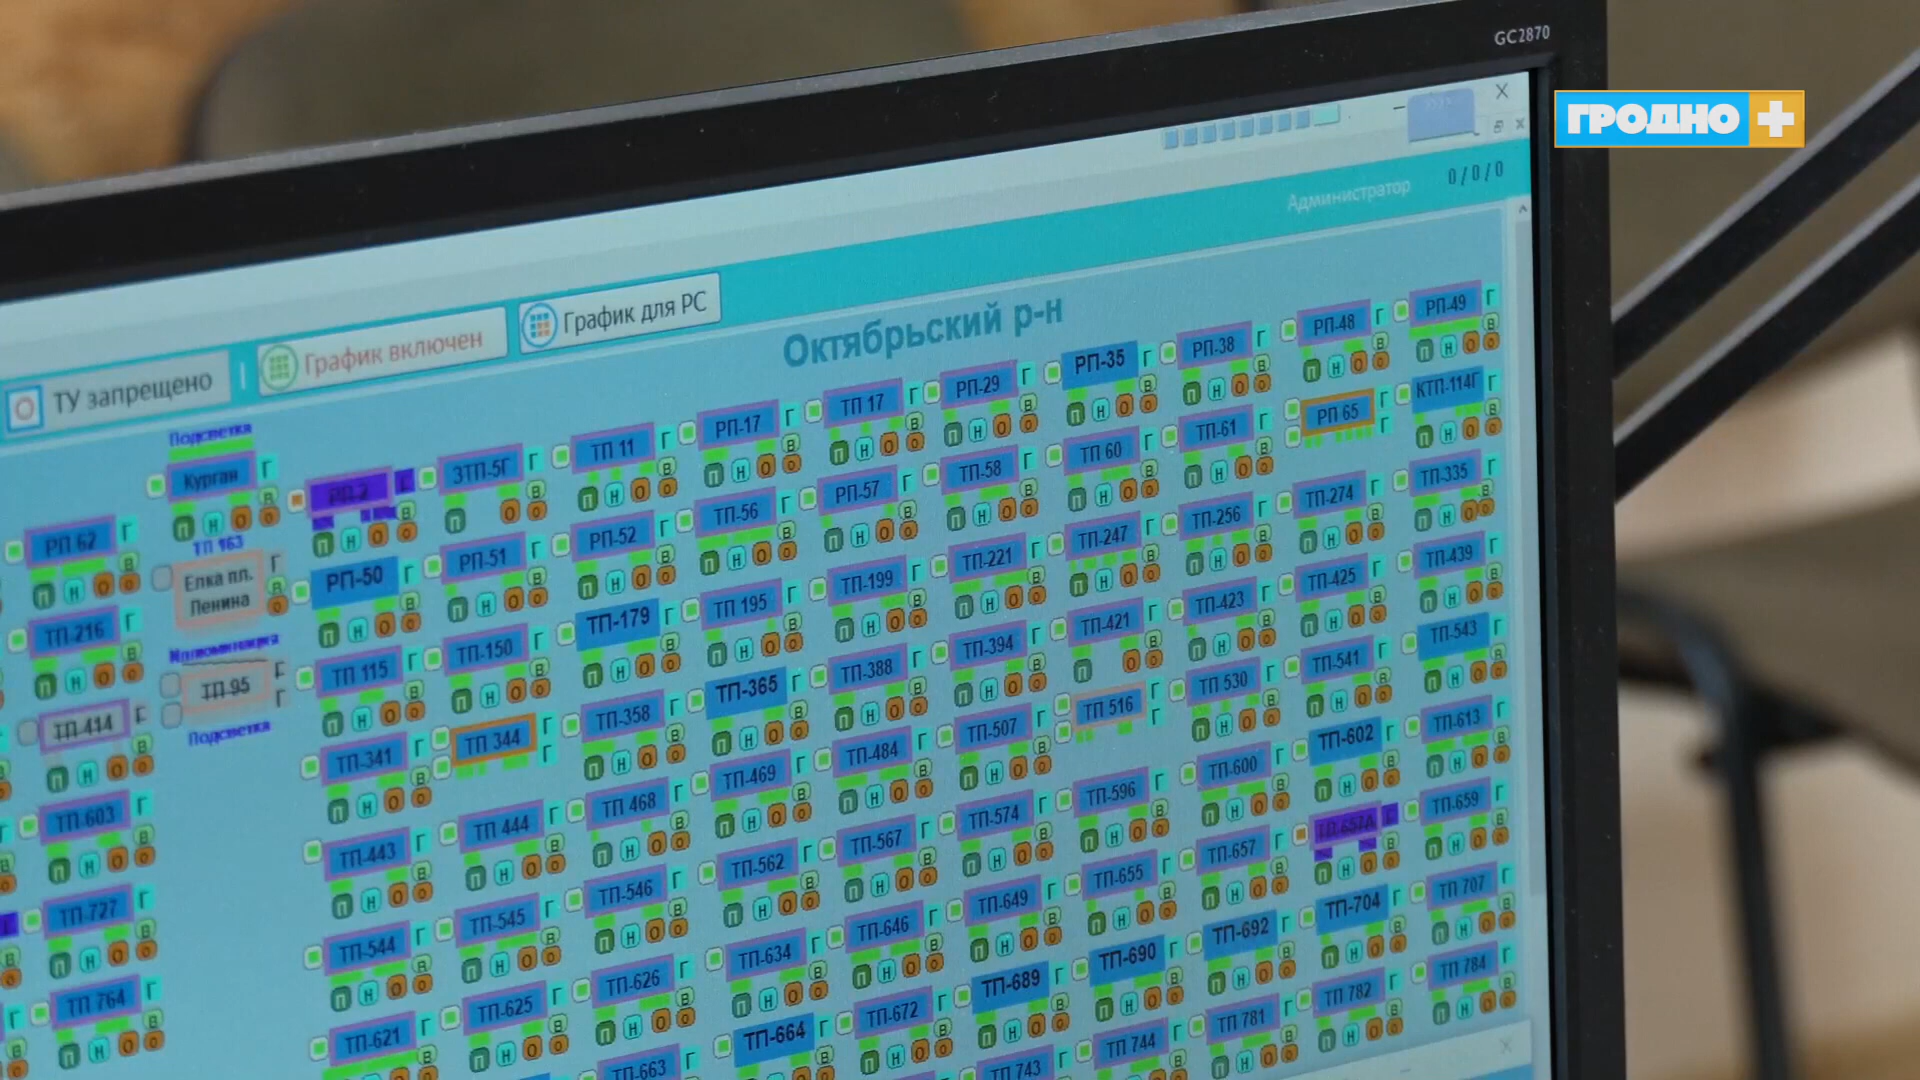 GC2870
ГРОДНО +
Администратор 0/0/0
ТУ запрещено
График включен
График для РС
Октябрьский р-н
Подсветка
Курган
РП-2
ЗТП-5Г
ТП 11
РП-17
ТП 17
РП-29
РП-35
РП-38
РП-48
РП-49
РП 62
ТП 163
Елка пл.
Ленина
РП-50
РП-51
РП-52
ТП-56
РП-57
ТП-58
ТП 60
ТП-61
РП 65
КТП-114Г
ТП-216
Иллюминация
ТП-95
Подсветка
ТП 115
ТП-150
ТП-179
ТП 195
ТП-199
ТП-221
ТП-247
ТП-256
ТП-274
ТП-335
ТП-414
ТП-341
ТП 344
ТП-358
ТП-365
ТП-388
ТП-394
ТП-421
ТП-423
ТП-425
ТП-439
ТП-603
ТП-443
ТП 444
ТП 468
ТП-469
ТП-484
ТП-507
ТП 516
ТП 530
ТП-541
ТП-543
ТП-727
ТП-544
ТП-545
ТП-546
ТП-562
ТП-567
ТП-574
ТП-596
ТП-600
ТП-602
ТП-613
ТП 764
ТП-621
ТП-625
ТП-626
ТП-634
ТП-646
ТП-649
ТП-655
ТП-657
ТП 657А
ТП-659
ТП-663
ТП-664
ТП-672
ТП-689
ТП-690
ТП-692
ТП-704
ТП 707
ТП 743
ТП 744
ТП 781
ТП 782
ТП 784